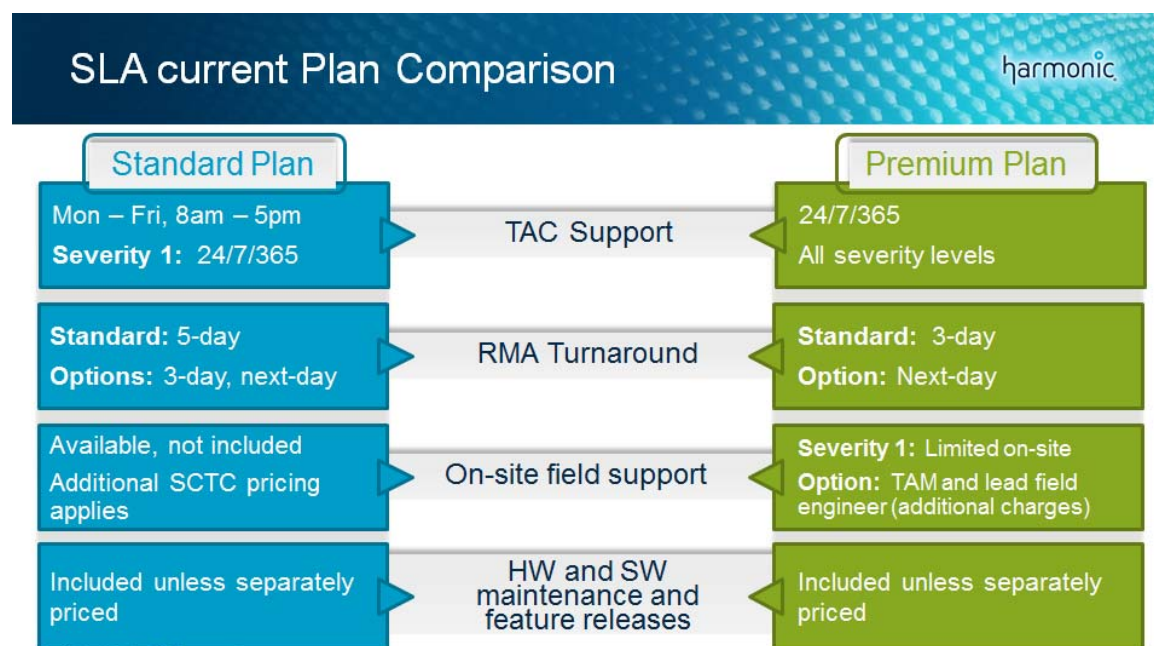 SLA current Plan Comparison
harmonic
Standard Plan
Premium Plan
Mon – Fri, 8am – 5pm
Severity 1: 24/7/365
TAC Support
24/7/365
All severity levels
Standard: 5-day
Options: 3-day, next-day
RMA Turnaround
Standard: 3-day
Option: Next-day
Available, not included
Additional SCTC pricing
applies
On-site field support
Severity 1: Limited on-site
Option: TAM and lead field
engineer (additional charges)
Included unless separately
priced
HW and SW
maintenance and
feature releases
Included unless separately
priced